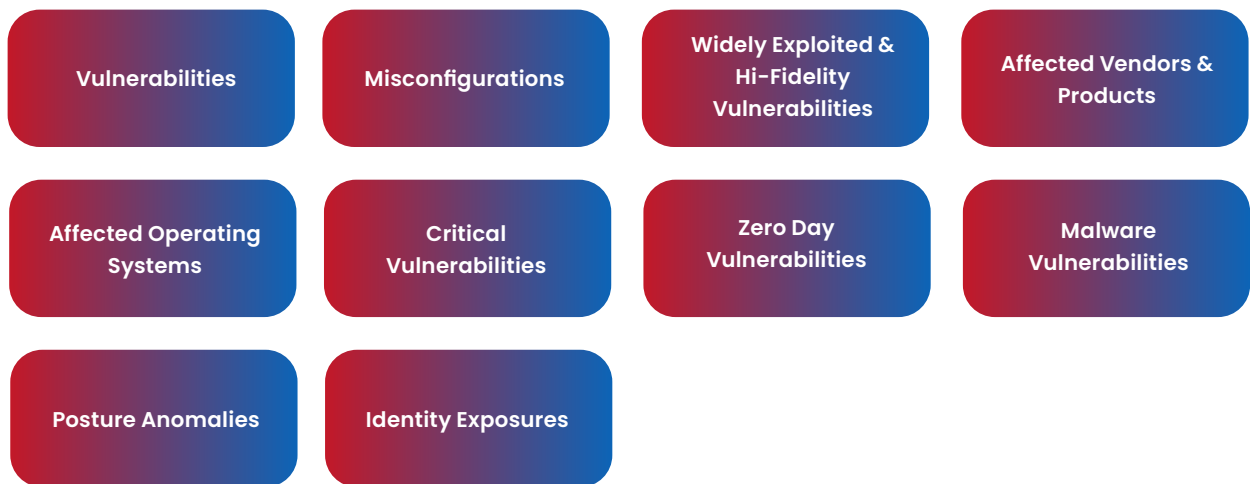 Vulnerabilities
Misconfigurations
Widely Exploited &
Hi-Fidelity
Vulnerabilities
Affected Vendors &
Products
Affected Operating
Systems
Critical
Vulnerabilities
Zero Day
Vulnerabilities
Malware
Vulnerabilities
Posture Anomalies
Identity Exposures